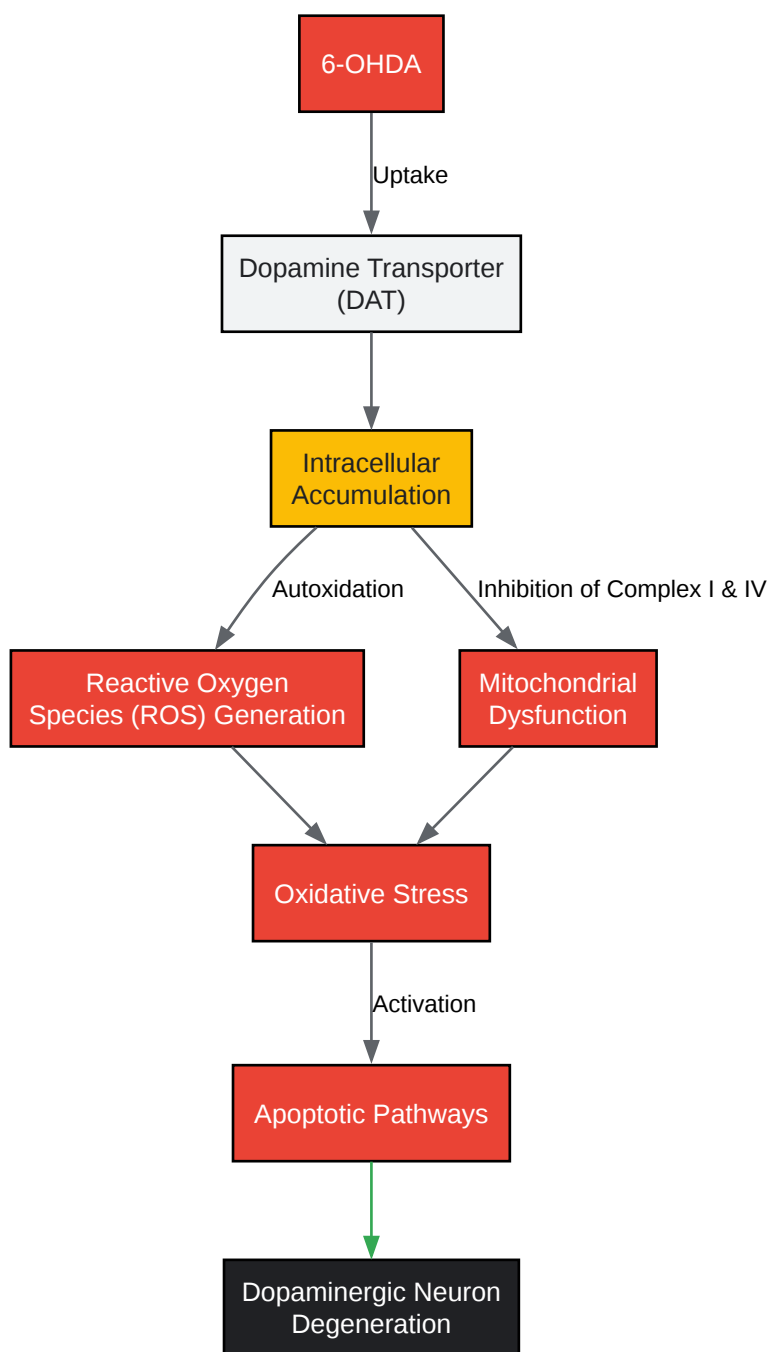 6-OHDA
Uptake
Dopamine Transporter
(DAT)
Intracellular
Accumulation
Autoxidation
Inhibition of Complex I & IV
Reactive Oxygen
Species (ROS) Generation
Mitochondrial
Dysfunction
Oxidative Stress
Activation
Apoptotic Pathways
Dopaminergic Neuron
Degeneration